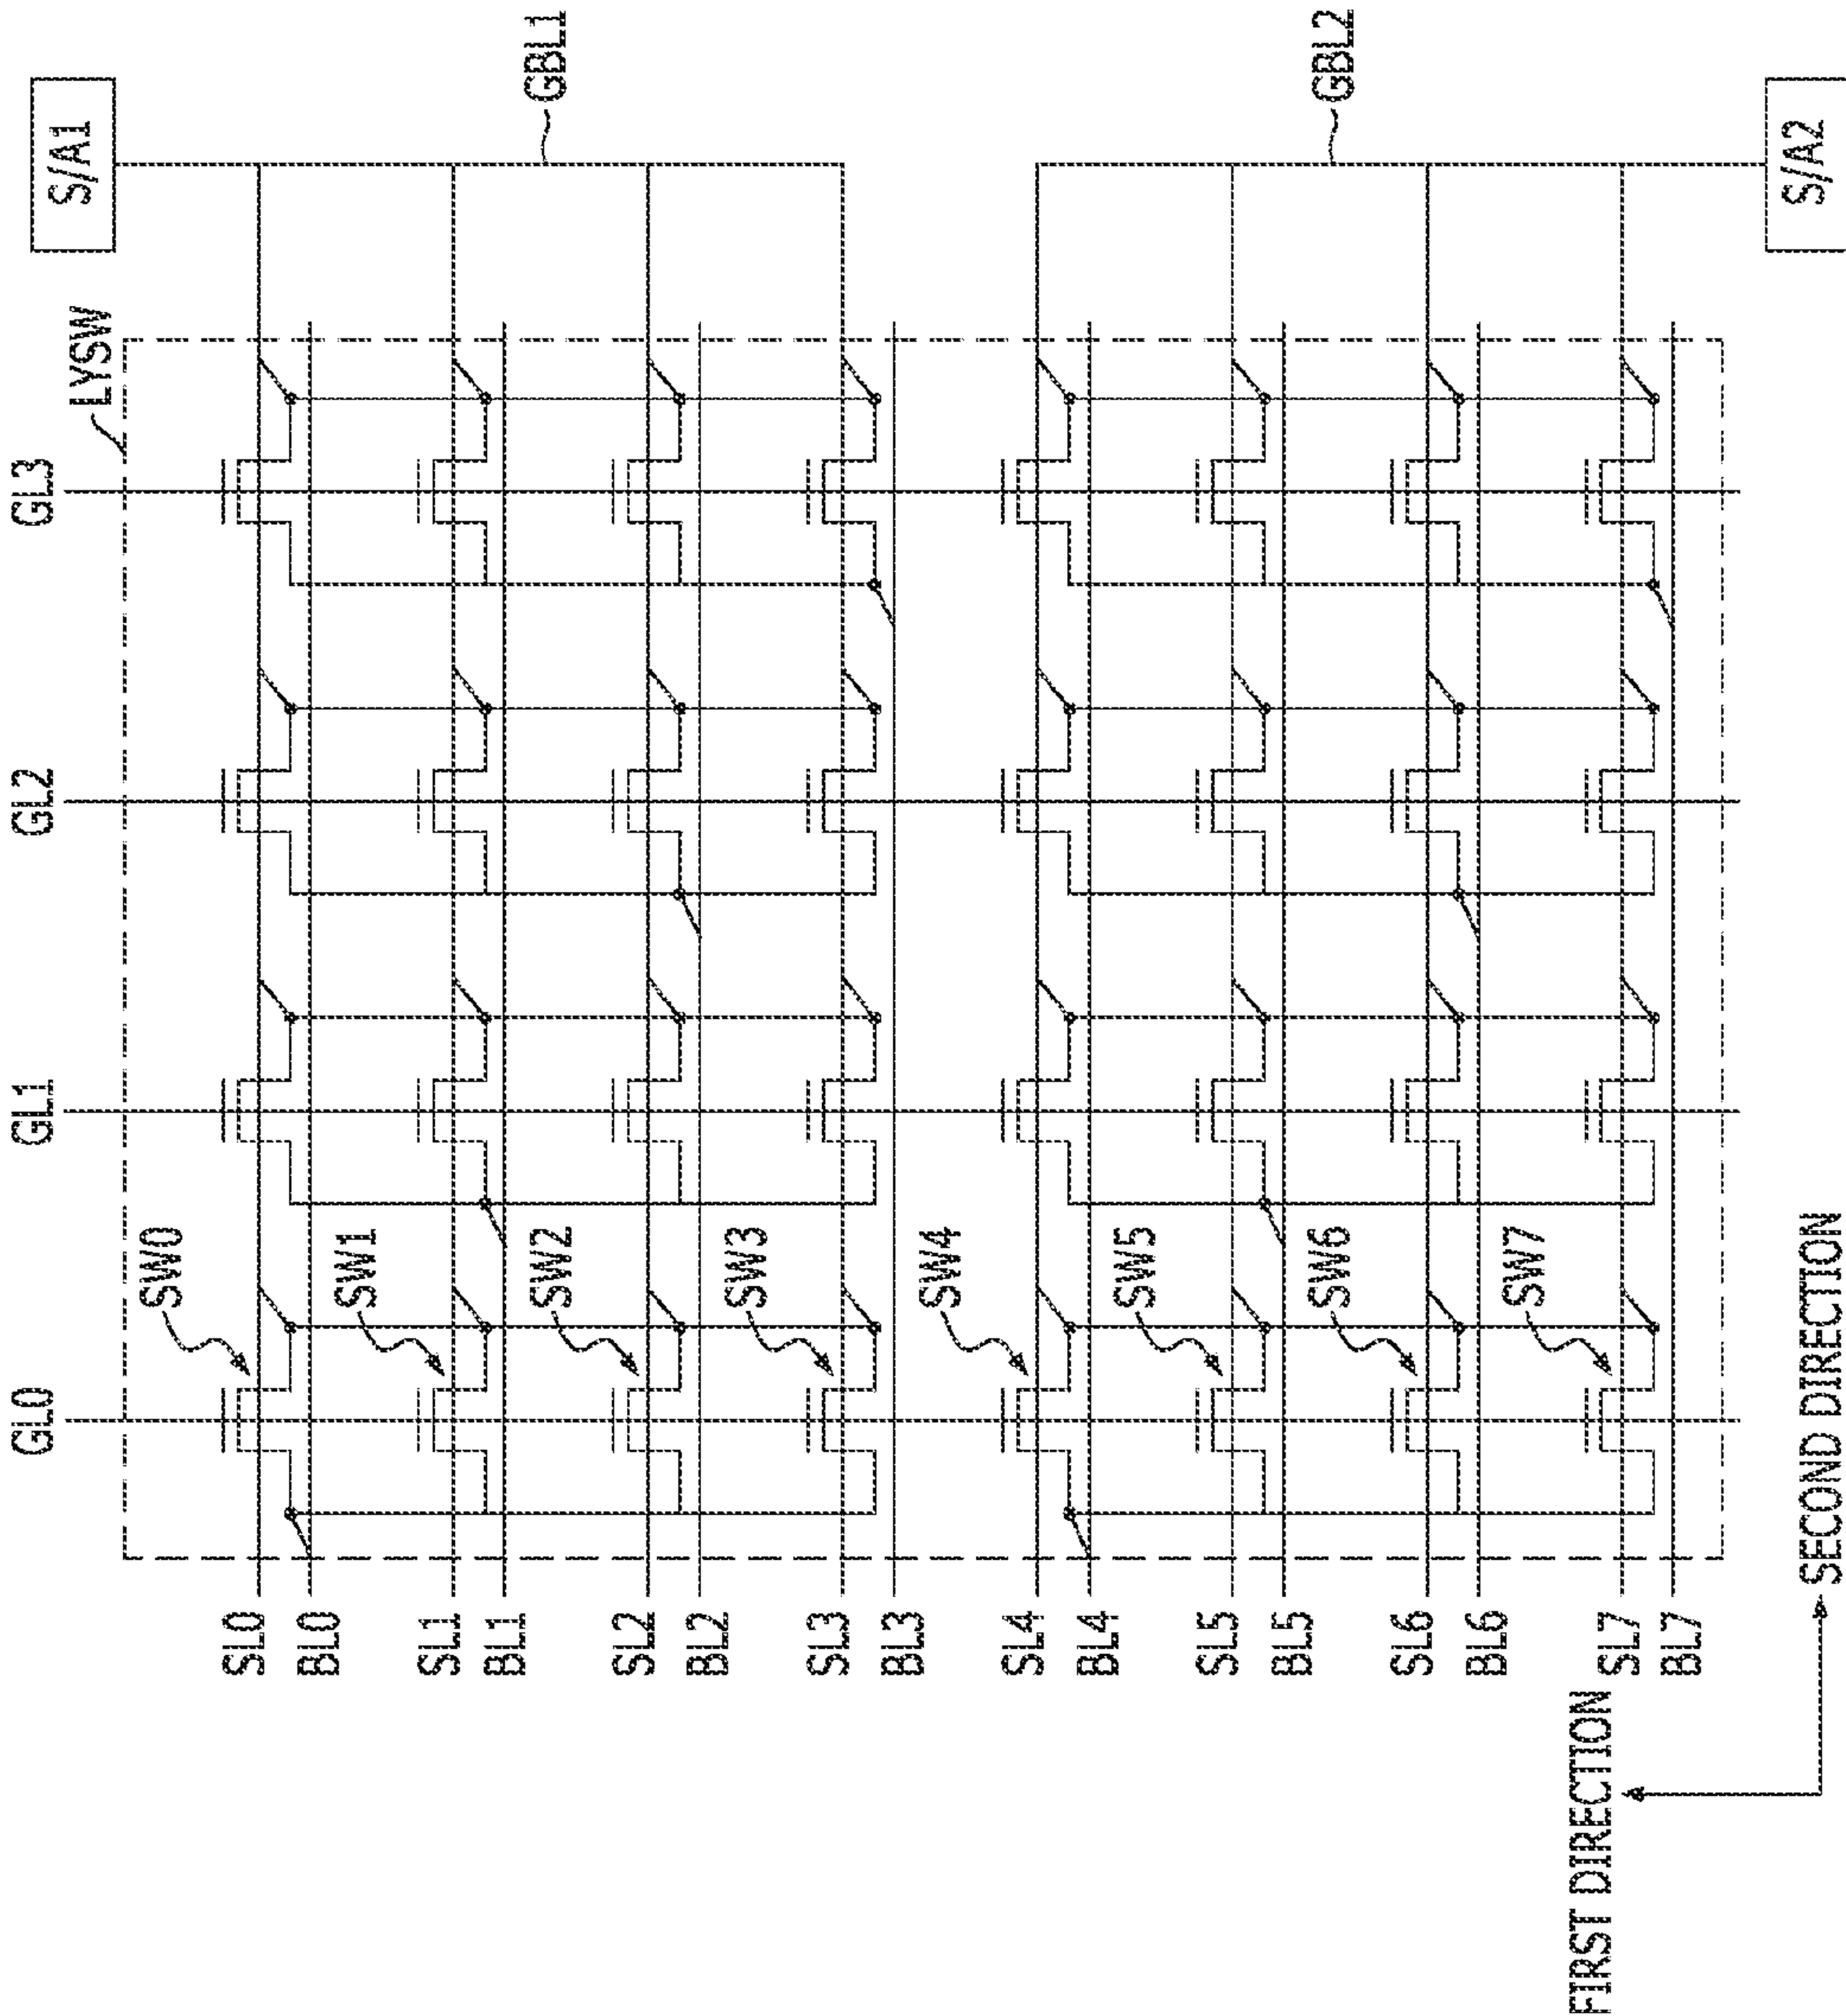 GL0
GL1
GL2
GL3
LYSW
S/A1
GBL1
GBL2
S/A2
SW0
SW1
SW2
SW3
SW4
SW5
SW6
SW7
SL0
BL0
SL1
BL1
SL2
BL2
SL3
BL3
SL4
BL4
SL5
BL5
SL6
BL6
SL7
BL7
FIRST DIRECTION
SECOND DIRECTION